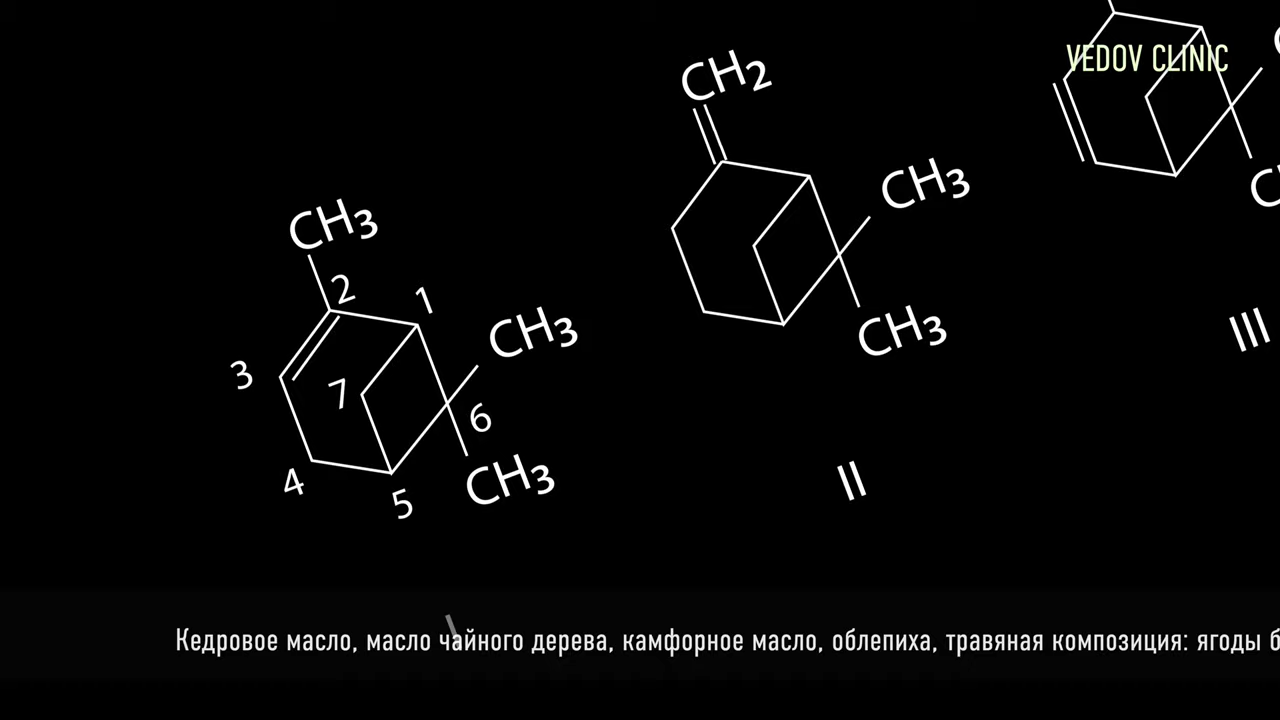 VEDOV CLINIC
CH2
CH3
CH3
CH3
2
1
CH3
3
7
6
4
CH3
5
II
III
Кедровое масло, масло чайного дерева, камфорное масло, облепиха, травяная композиция: ягоды б